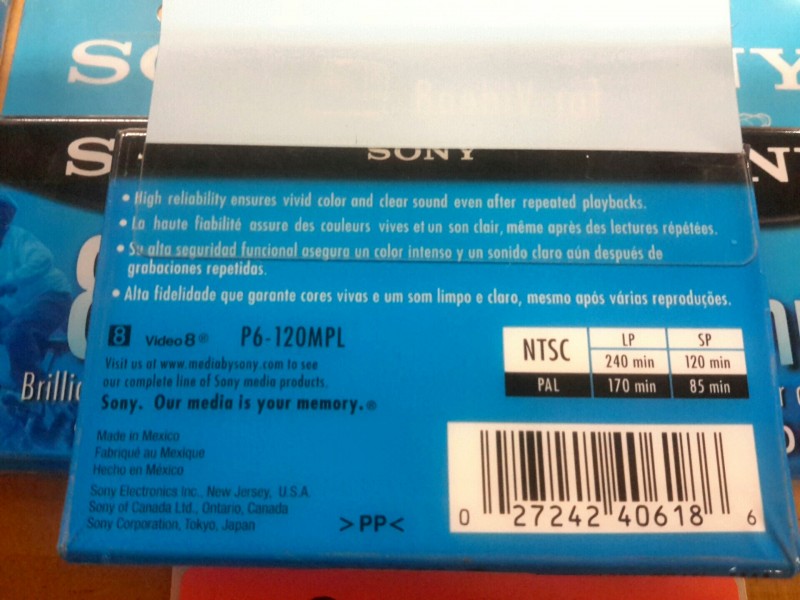 SONY
• High reliability ensures vivid color and clear sound even after repeated playbacks.
• La haute fiabilité assure des couleurs vives et un son clair, même après des lectures répétées.
• Su alta seguridad funcional asegura un color intenso y un sonido claro aún después de
grabaciones repetidas.
• Alta fidelidade que garante cores vivas e um som limpo e claro, mesmo após várias reproduções.
8 Video8® P6-120MPL
Visit us at www.mediabysony.com to see
our complete line of Sony media products.
Sony. Our media is your memory.®
NTSC LP SP
240 min 120 min
PAL 170 min 85 min
Made in Mexico
Fabriqué au Mexique
Hecho en México
Sony Electronics Inc., New Jersey, U.S.A.
Sony of Canada Ltd., Ontario, Canada
Sony Corporation, Tokyo, Japan
>PP<
0 27242 40618 6